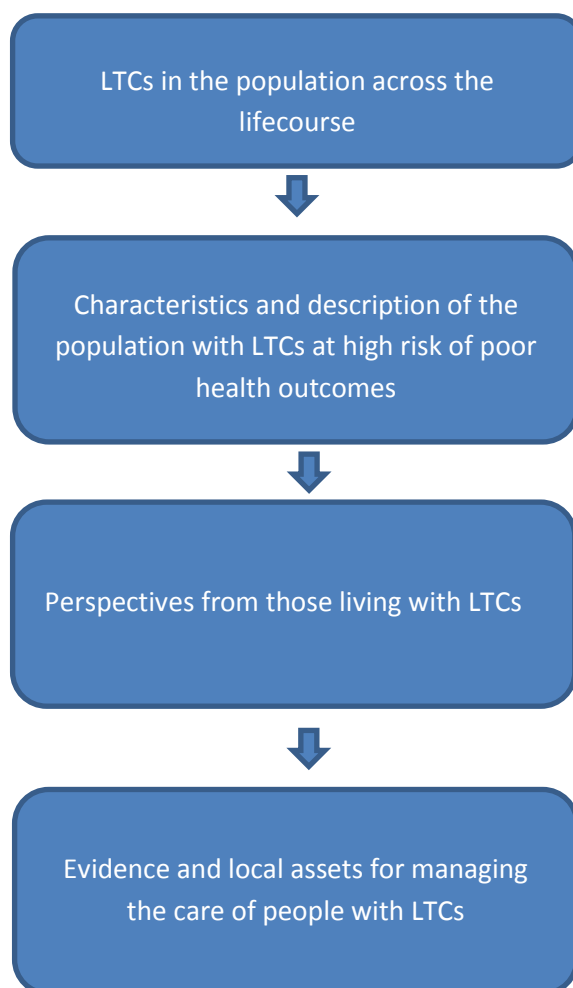 LTCs in the population across the
lifecourse
Characteristics and description of the
population with LTCs at high risk of poor
health outcomes
Perspectives from those living with LTCs
Evidence and local assets for managing
the care of people with LTCs